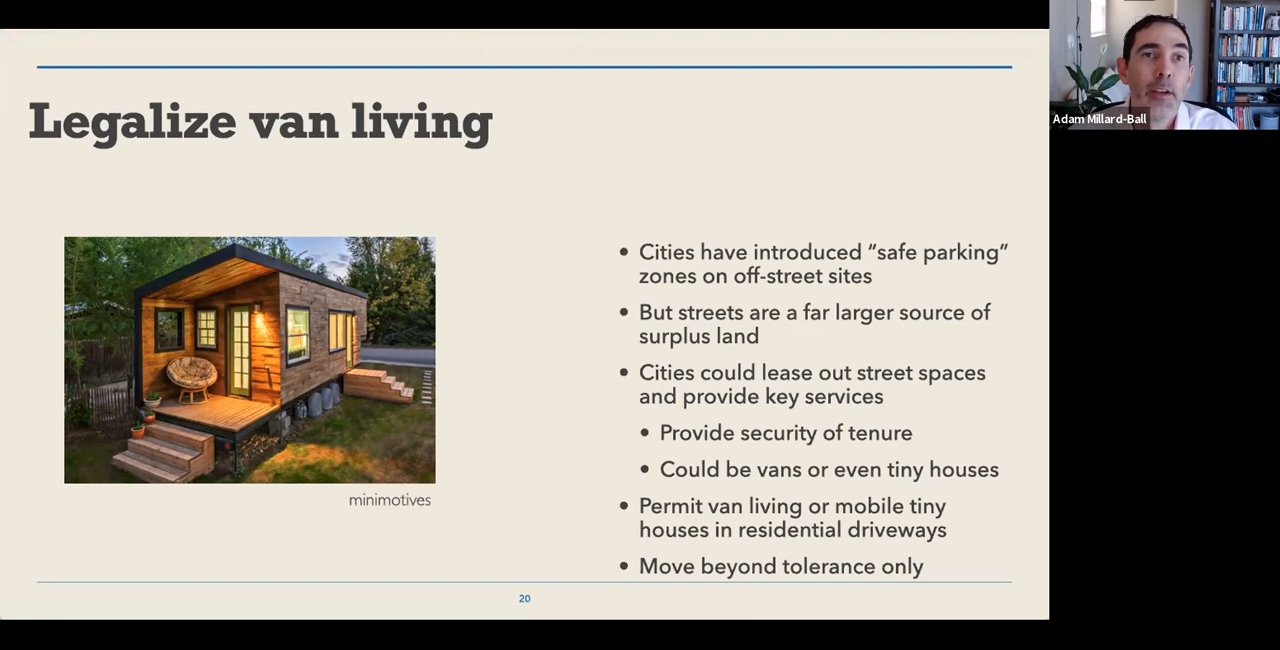 Legalize van living
minimotives
• Cities have introduced “safe parking”
zones on off-street sites
• But streets are a far larger source of
surplus land
• Cities could lease out street spaces
and provide key services
• Provide security of tenure
• Could be vans or even tiny houses
• Permit van living or mobile tiny
houses in residential driveways
• Move beyond tolerance only
20
Adam Millard-Ball